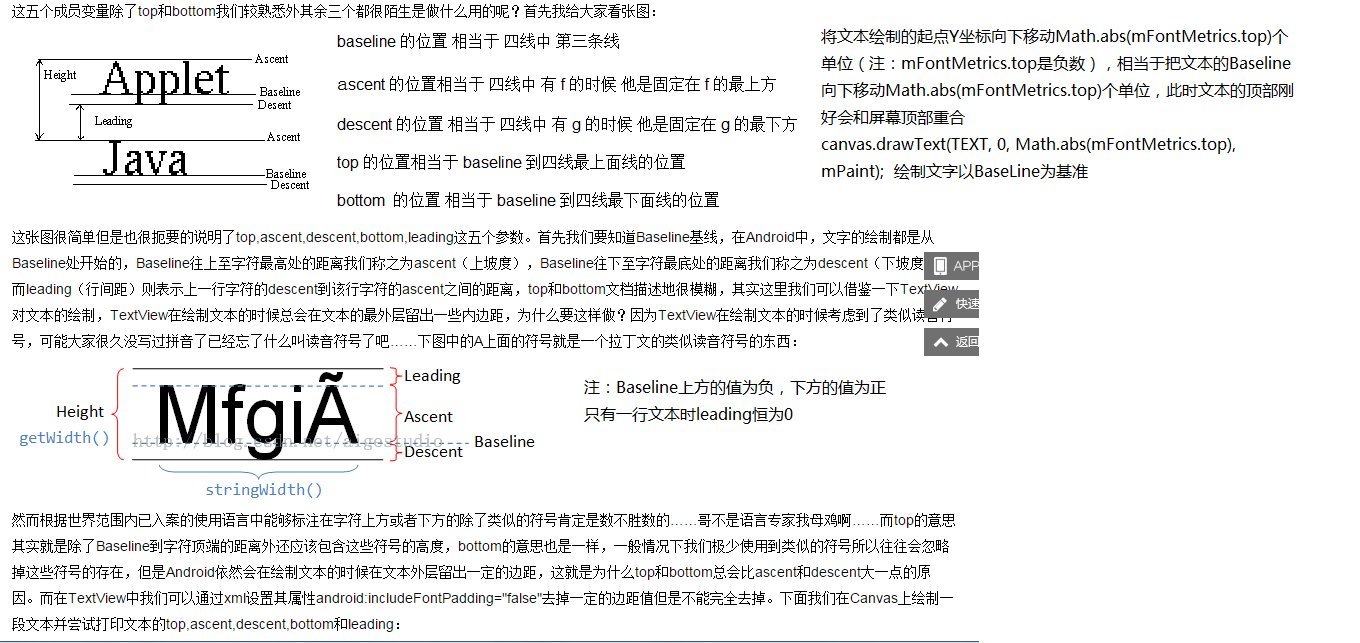 这五个成员变量除了top和bottom我们较熟悉外其余三个都很陌生是做什么用的呢？首先我给大家看张图：
Height
Applet
Ascent
Baseline
Desent
Leading
Ascent
Java
Baseline
Descent
baseline 的位置 相当于 四线中 第三条线
ascent 的位置相当于 四线中 有 f 的时候 他是固定在 f 的最上方
descent 的位置 相当于 四线中 有 g 的时候 他是固定在 g 的最下方
top 的位置相当于 baseline 到四线最上面线的位置
bottom 的位置 相当于 baseline 到四线最下面线的位置
将文本绘制的起点Y坐标向下移动Math.abs(mFontMetrics.top)个
单位（注：mFontMetrics.top是负数），相当于把文本的Baseline
向下移动Math.abs(mFontMetrics.top)个单位，此时文本的顶部刚
好会和屏幕顶部重合
canvas.drawText(TEXT, 0, Math.abs(mFontMetrics.top),
mPaint); 绘制文字以BaseLine为基准
这张图很简单但是也很扼要的说明了top,ascent,descent,bottom,leading这五个参数。首先我们要知道Baseline基线，在Android中，文字的绘制都是从
Baseline处开始的，Baseline往上至字符最高处的距离我们称之为ascent（上坡度），Baseline往下至字符最底处的距离我们称之为descent（下坡度
而leading（行间距）则表示上一行字符的descent到该行字符的ascent之间的距离，top和bottom文档描述地很模糊，其实这里我们可以借鉴一下TextView
对文本的绘制，TextView在绘制文本的时候总会在文本的最外层留出一些内边距，为什么要这样做？因为TextView在绘制文本的时候考虑到了类似读音符
号，可能大家很久没写过拼音了已经忘了什么叫读音符号了吧……下图中的A上面的符号就是一个拉丁文的类似读音符号的东西：
APP
快速
返回
Height
getWidth()
MfgiÃ
http://blog.csdn.net/aigestudio
Leading
Ascent
Baseline
Descent
stringWidth()
注：Baseline上方的值为负，下方的值为正
只有一行文本时leading恒为0
然而根据世界范围内已入案的使用语言中能够标注在字符上方或者下方的除了类似的符号肯定是数不胜数的……哥不是语言专家我母鸡啊……而top的意思
其实就是除了Baseline到字符顶端的距离外还应该包含这些符号的高度，bottom的意思也是一样，一般情况下我们极少使用到类似的符号所以往往会忽略
掉这些符号的存在，但是Android依然会在绘制文本的时候在文本外层留出一定的边距，这就是为什么top和bottom总会比ascent和descent大一点的原
因。而在TextView中我们可以通过xml设置其属性android:includeFontPadding="false"去掉一定的边距值但是不能完全去掉。下面我们在Canvas上绘制一
段文本并尝试打印文本的top,ascent,descent,bottom和leading：